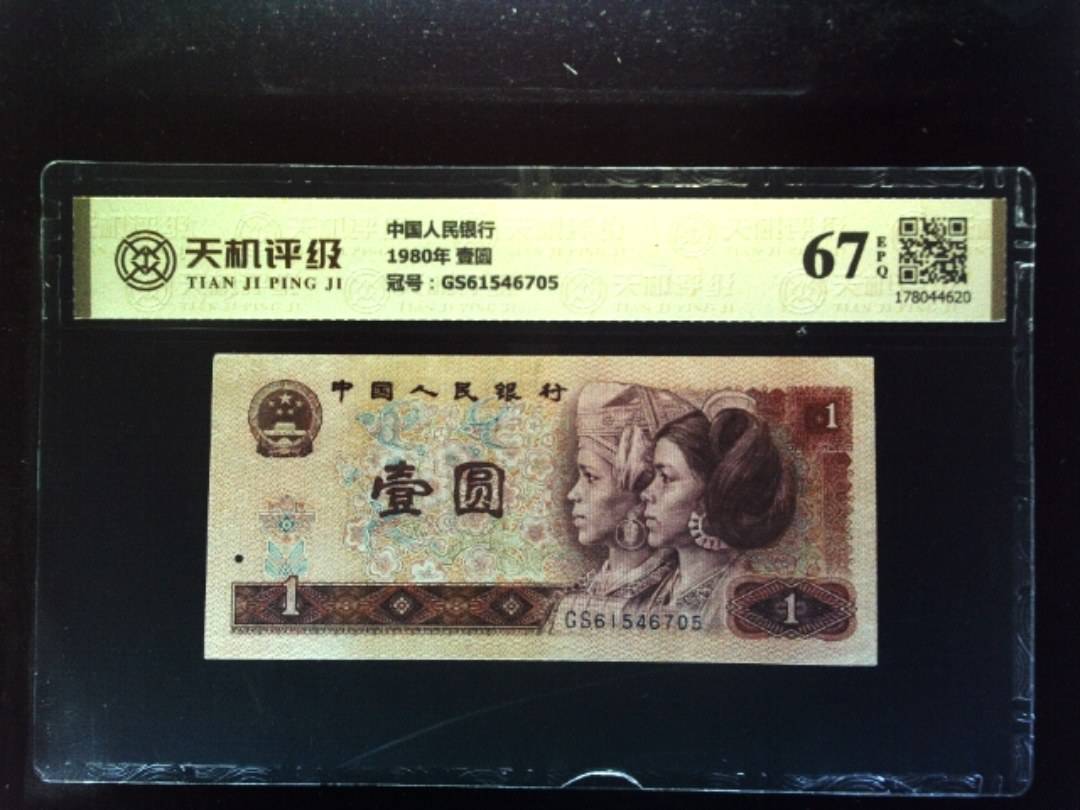 天机评级
TIAN JI PING JI
中国人民银行
1980年 壹圆
冠号：GS61546705
67
EPQ
178044620
中国人民银行
1
壹圆
1
GS61546705
1